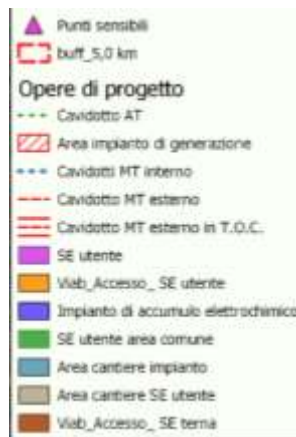 Punti sensibili
buff_5,0 km
Opere di progetto
Cavidotto AT
Area impianto di generazione
Cavidotti MT interno
Cavidotto MT esterno
Cavidotto MT esterno in T.O.C.
SE utente
Viab_Accesso_ SE utente
Impianto di accumulo elettrochimico
SE utente area comune
Area cantiere impianto
Area cantiere SE utente
Viab_Accesso_ SE terna